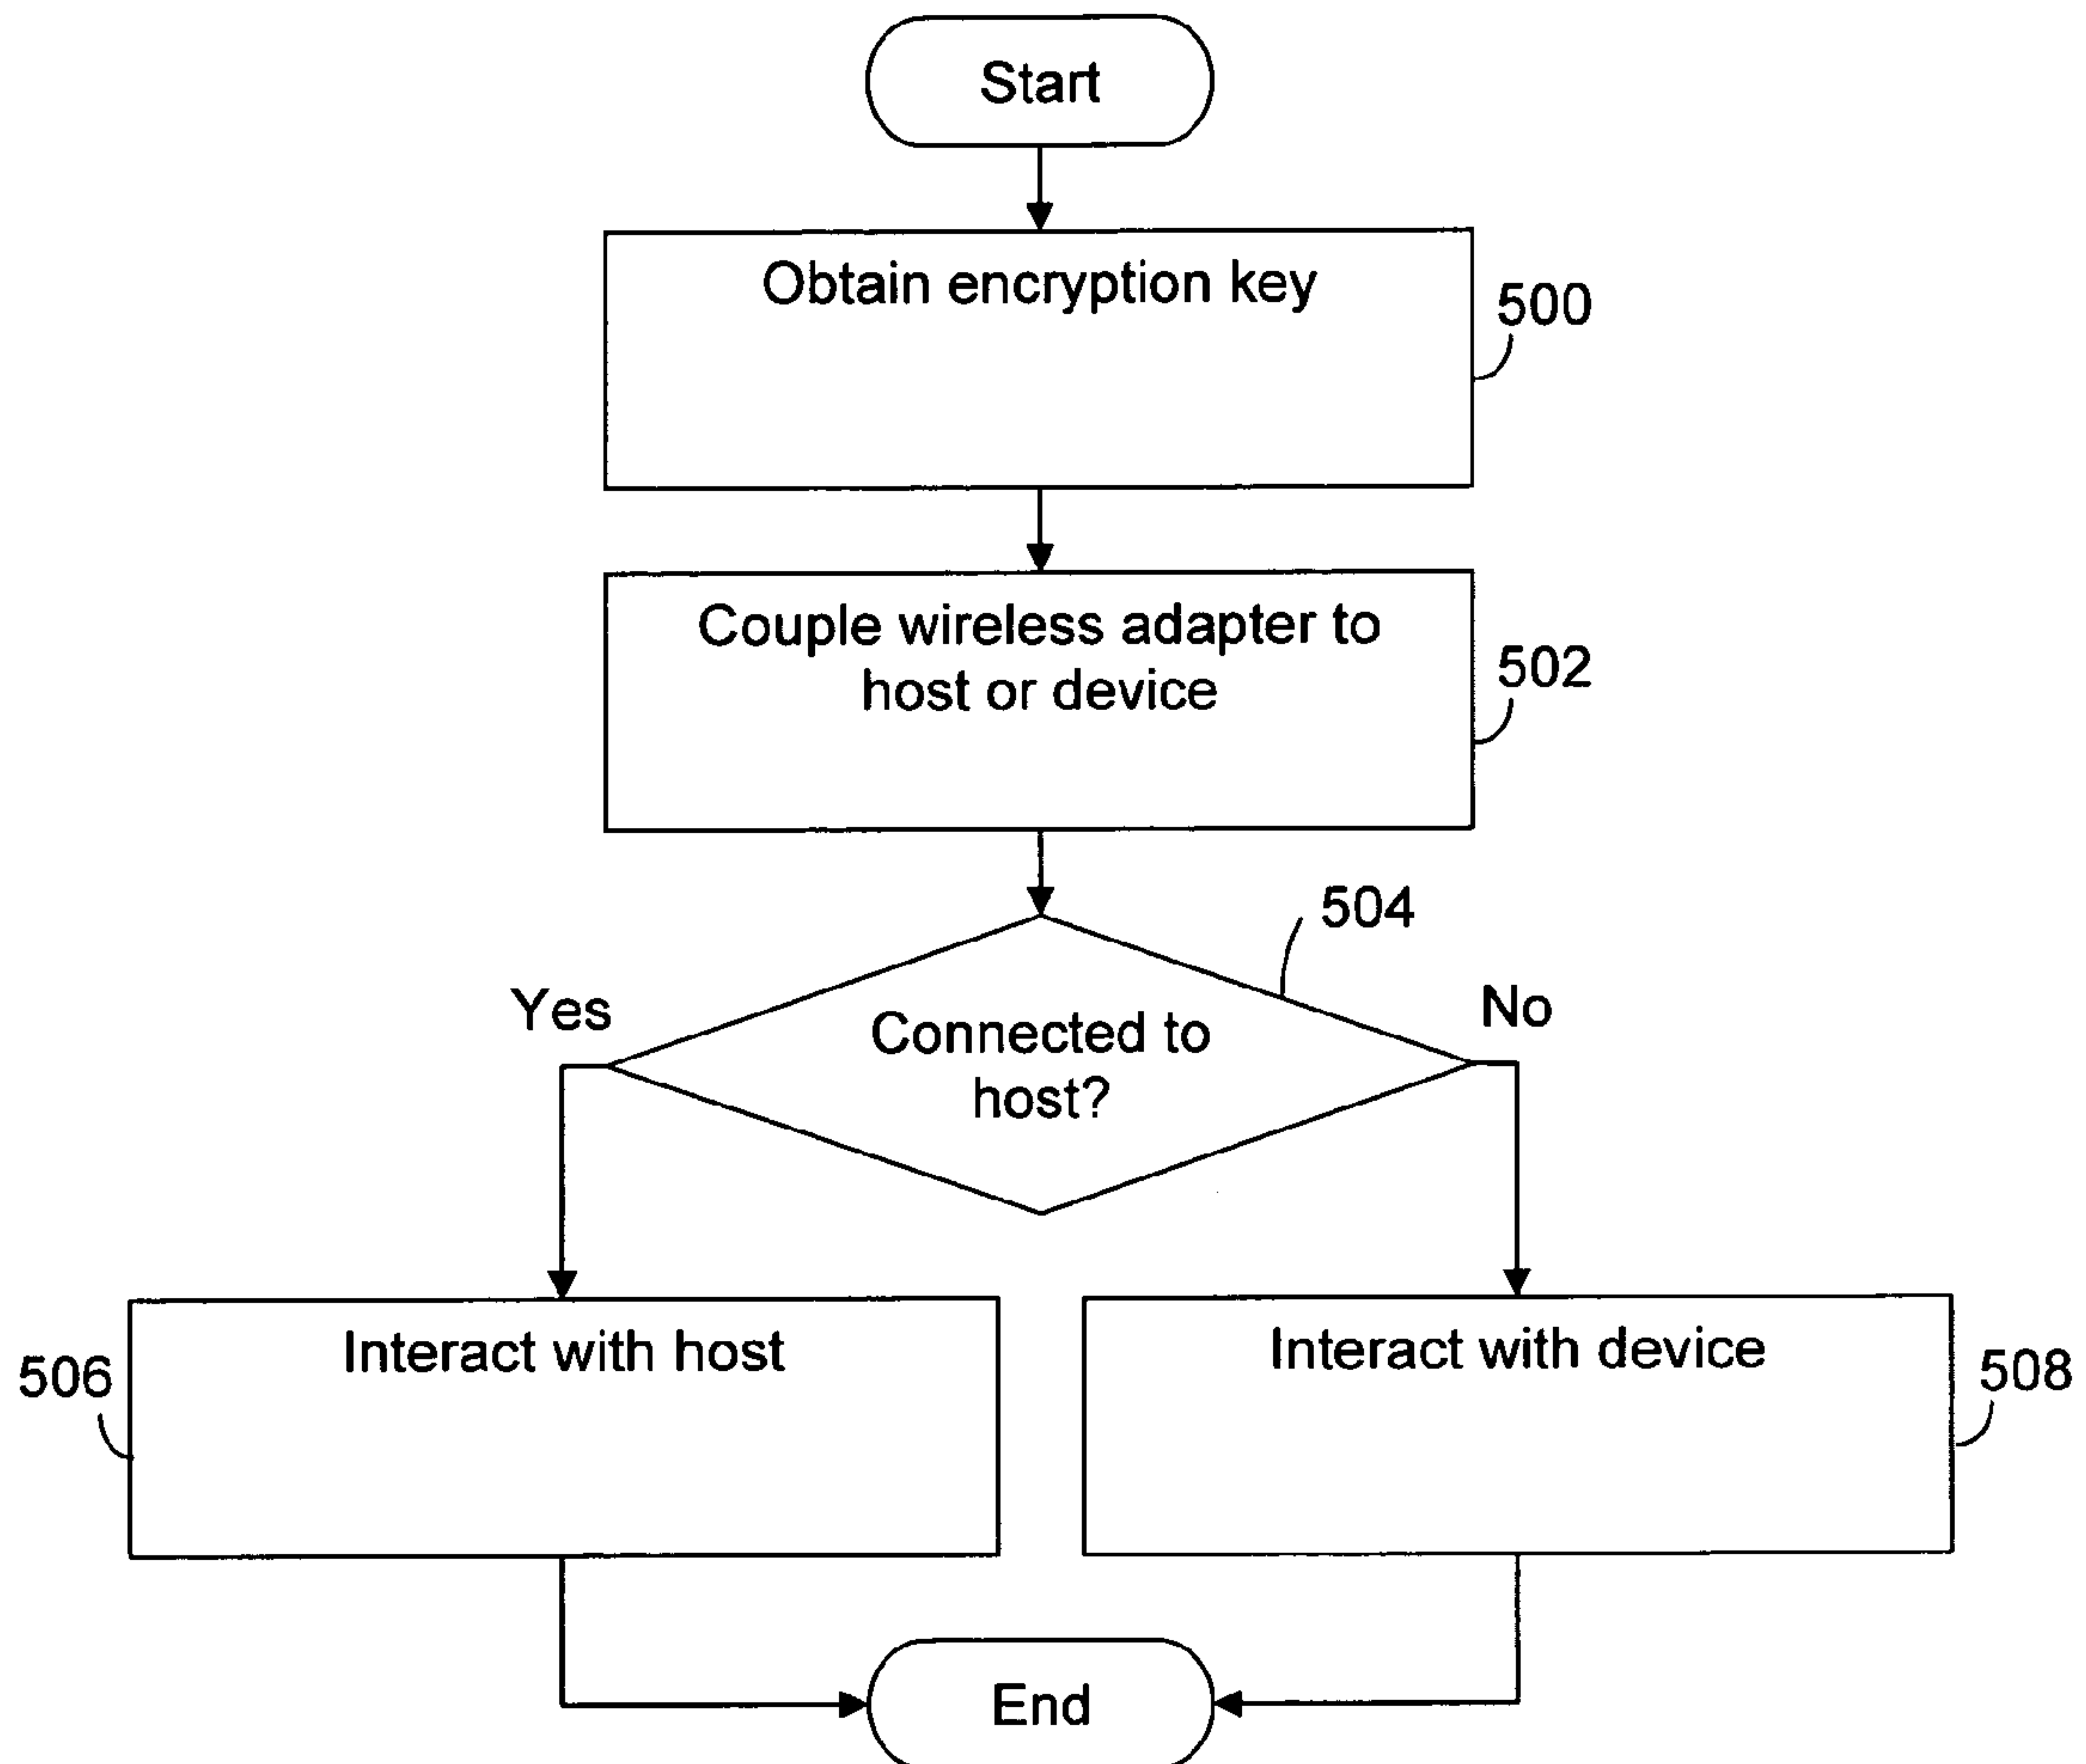 Start
Obtain encryption key
500
Couple wireless adapter to
host or device
502
504
Yes
No
Connected to
host?
Interact with host
506
Interact with device
508
End